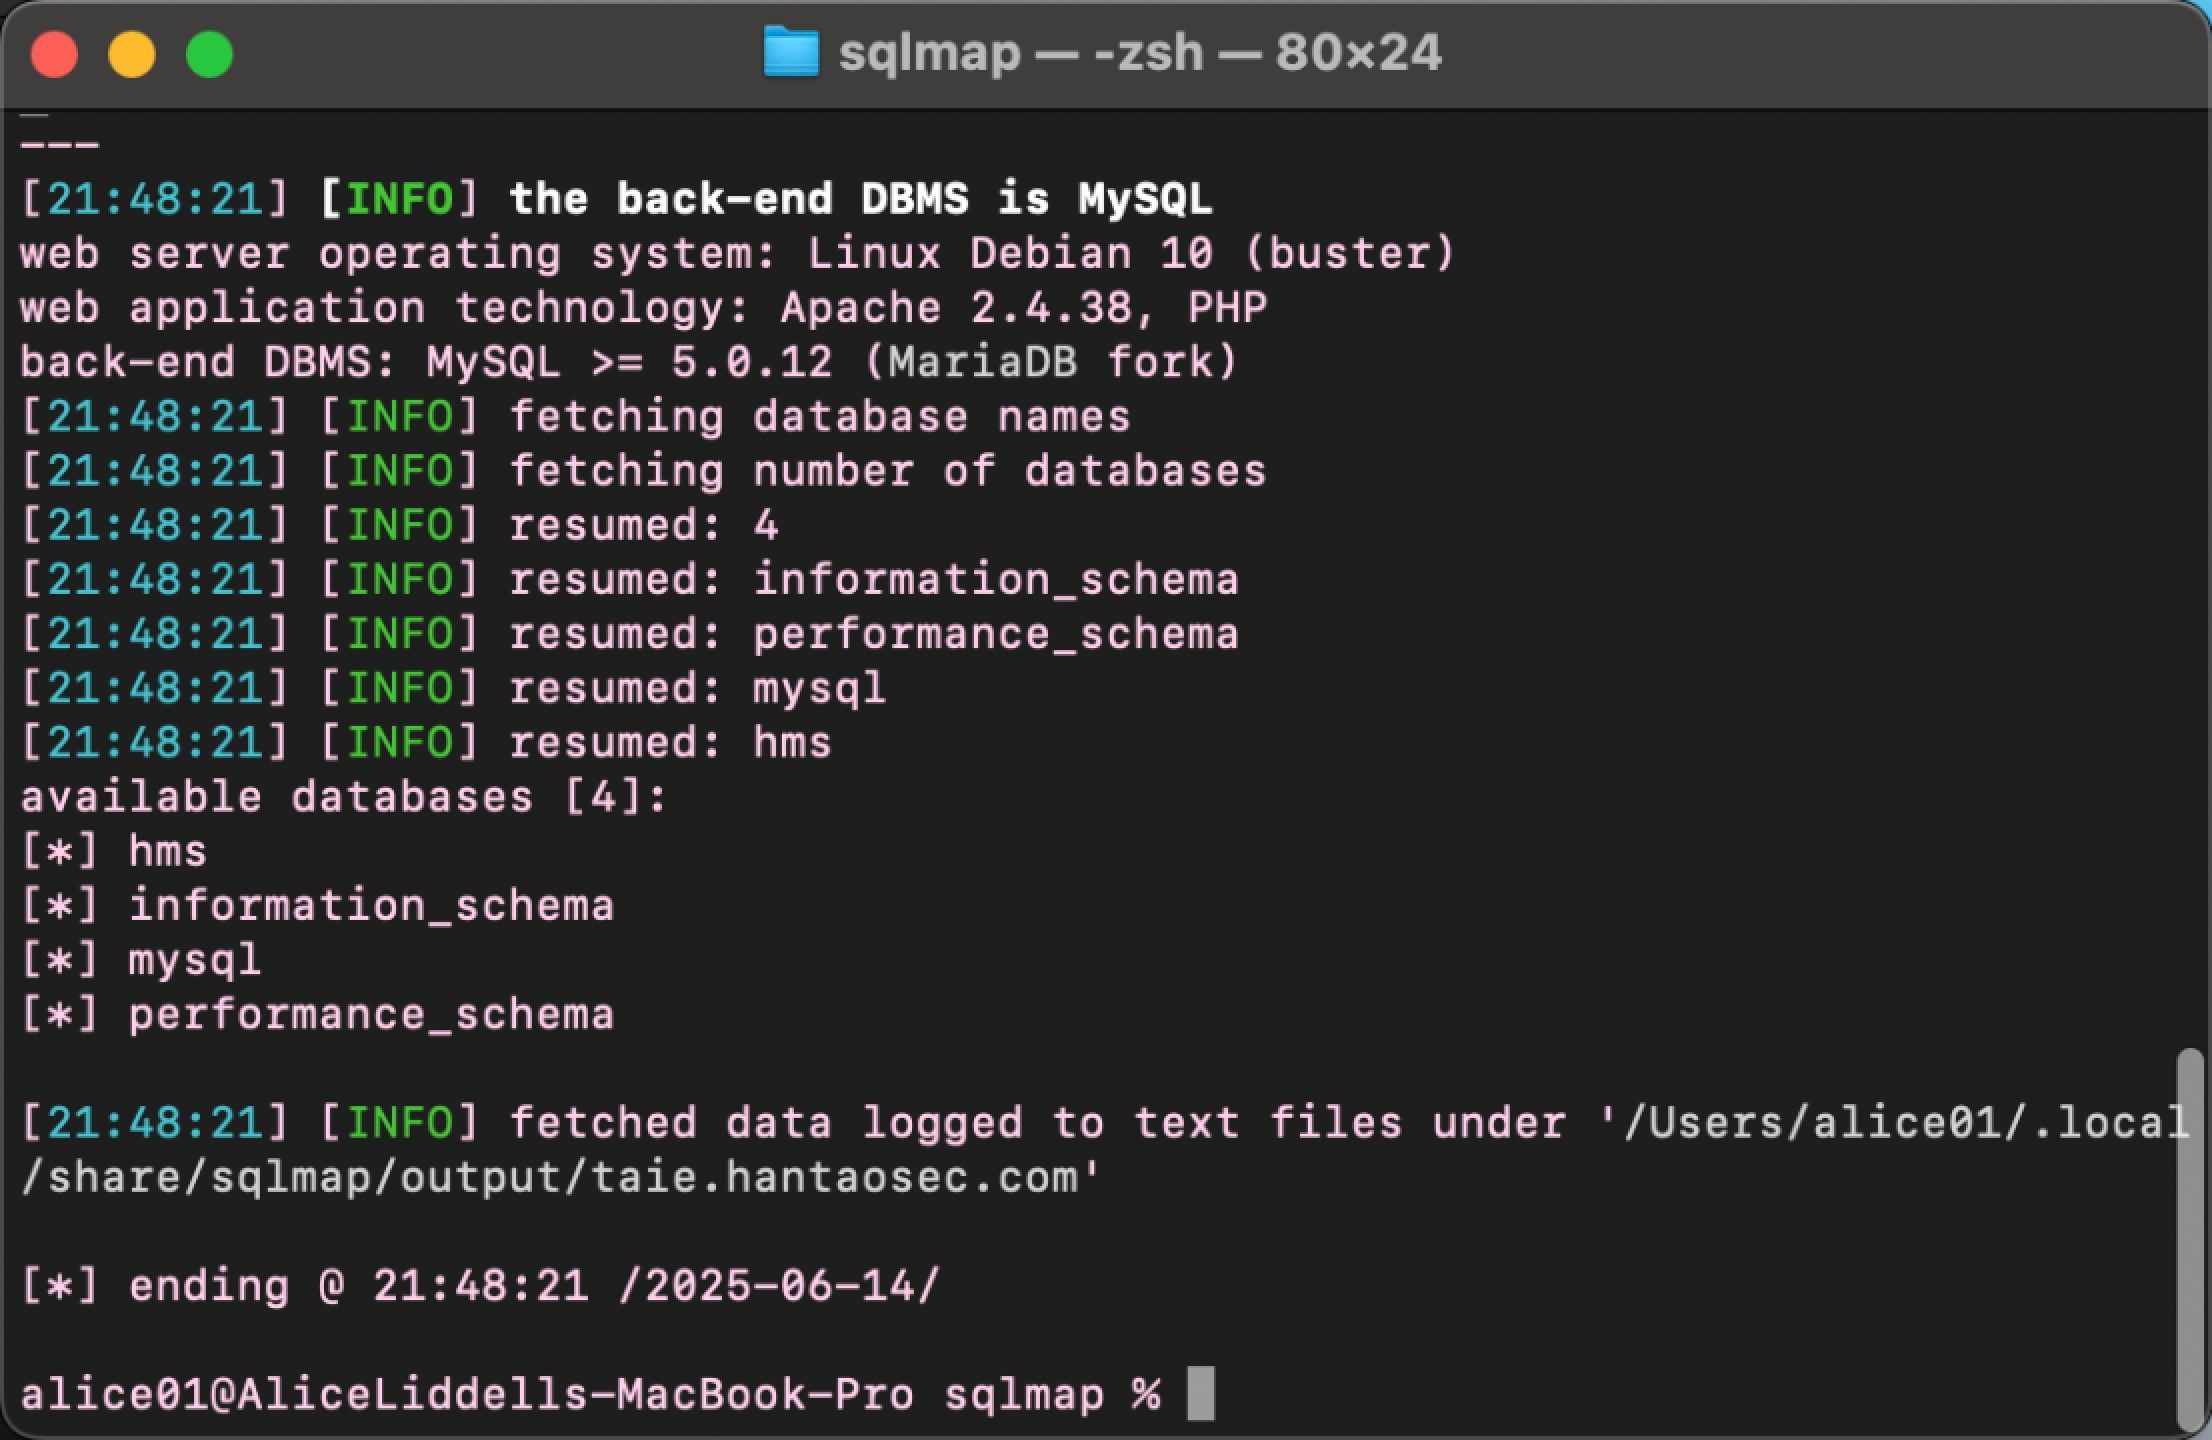 sqlmap — -zsh — 80×24
---
[21:48:21] [INFO] the back-end DBMS is MySQL
web server operating system: Linux Debian 10 (buster)
web application technology: Apache 2.4.38, PHP
back-end DBMS: MySQL >= 5.0.12 (MariaDB fork)
[21:48:21] [INFO] fetching database names
[21:48:21] [INFO] fetching number of databases
[21:48:21] [INFO] resumed: 4
[21:48:21] [INFO] resumed: information_schema
[21:48:21] [INFO] resumed: performance_schema
[21:48:21] [INFO] resumed: mysql
[21:48:21] [INFO] resumed: hms
available databases [4]:
[*] hms
[*] information_schema
[*] mysql
[*] performance_schema
[21:48:21] [INFO] fetched data logged to text files under '/Users/alice01/.local
/share/sqlmap/output/taie.hantaosec.com'
[*] ending @ 21:48:21 /2025-06-14/
alice01@AliceLiddells-MacBook-Pro sqlmap %